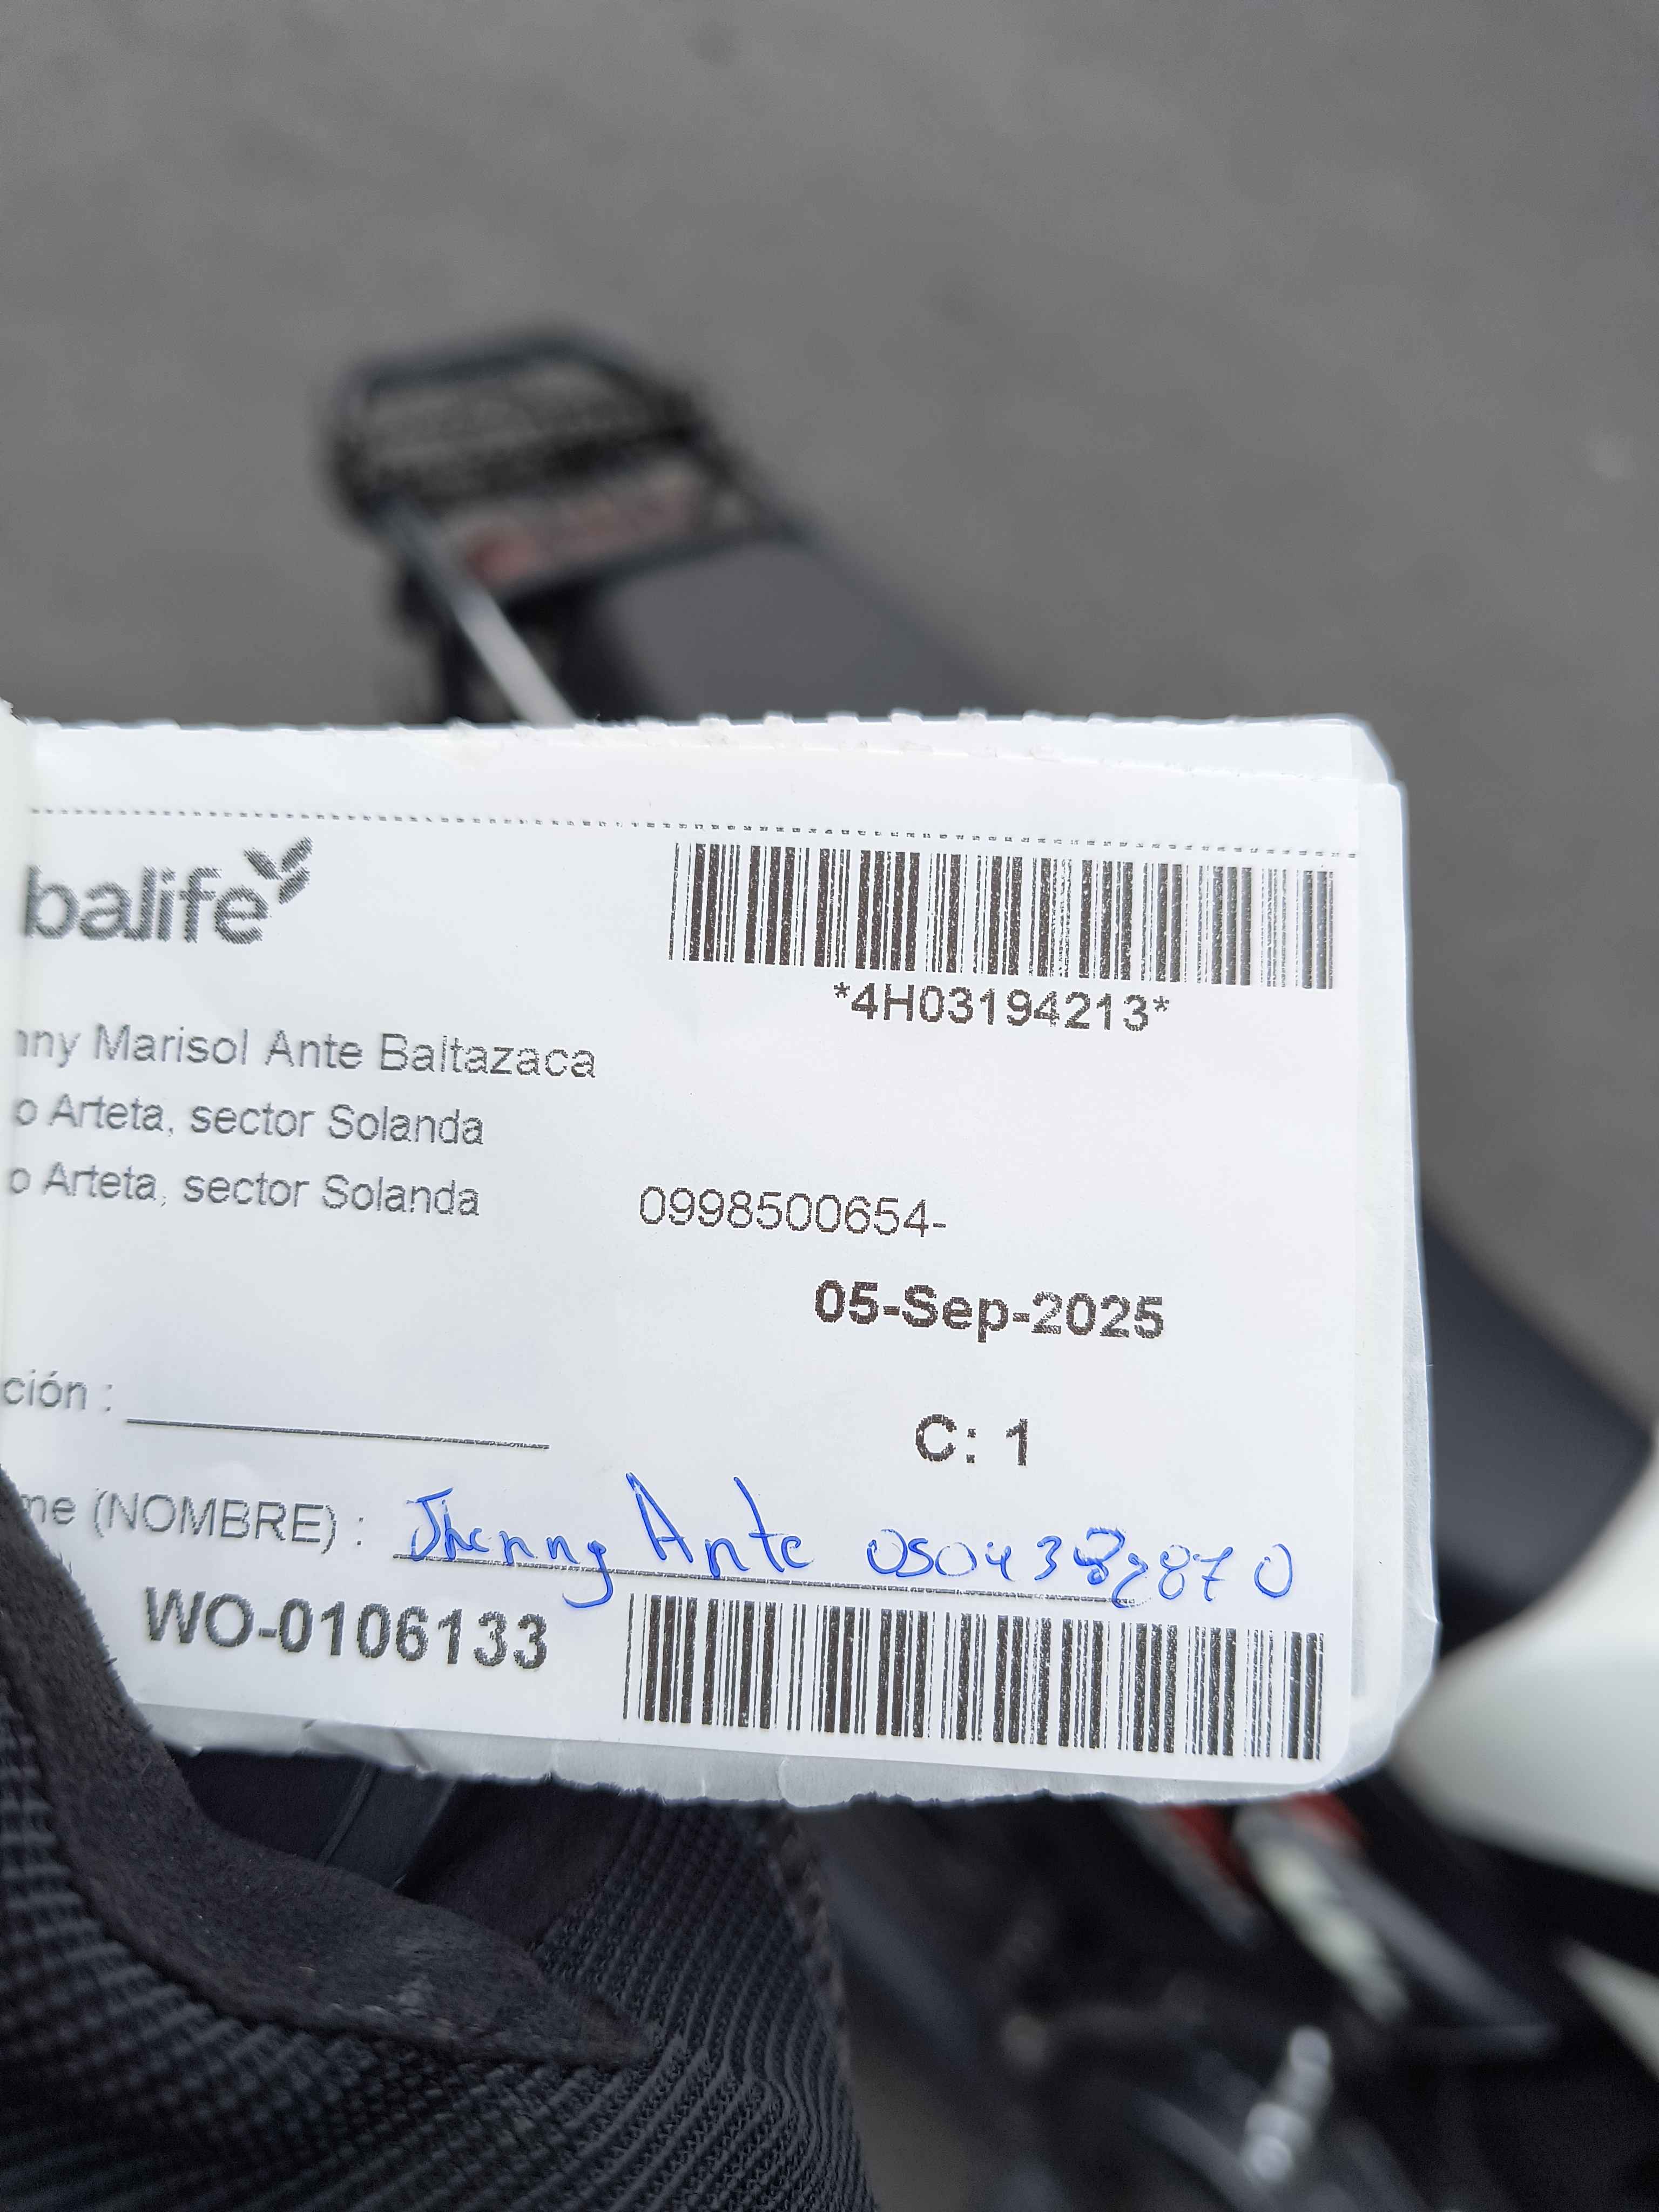 balife
*4H03194213*
nny Marisol Ante Baltazaca
o Arteta, sector Solanda
o Arteta, sector Solanda
0998500654-
05-Sep-2025
ción :
C: 1
me (NOMBRE) : Jhenny Ante
WO-0106133